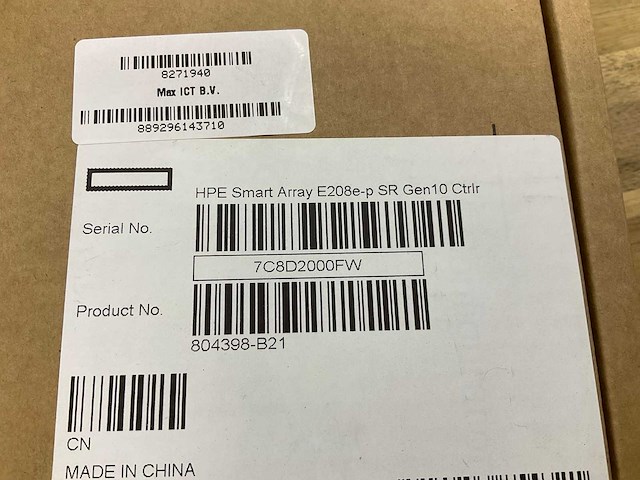 8271940
Max ICT B.V.
889296143710
HPE Smart Array E208e-p SR Gen10 Ctrlr
Serial No.
7C8D2000FW
Product No.
804398-B21
CN
MADE IN CHINA